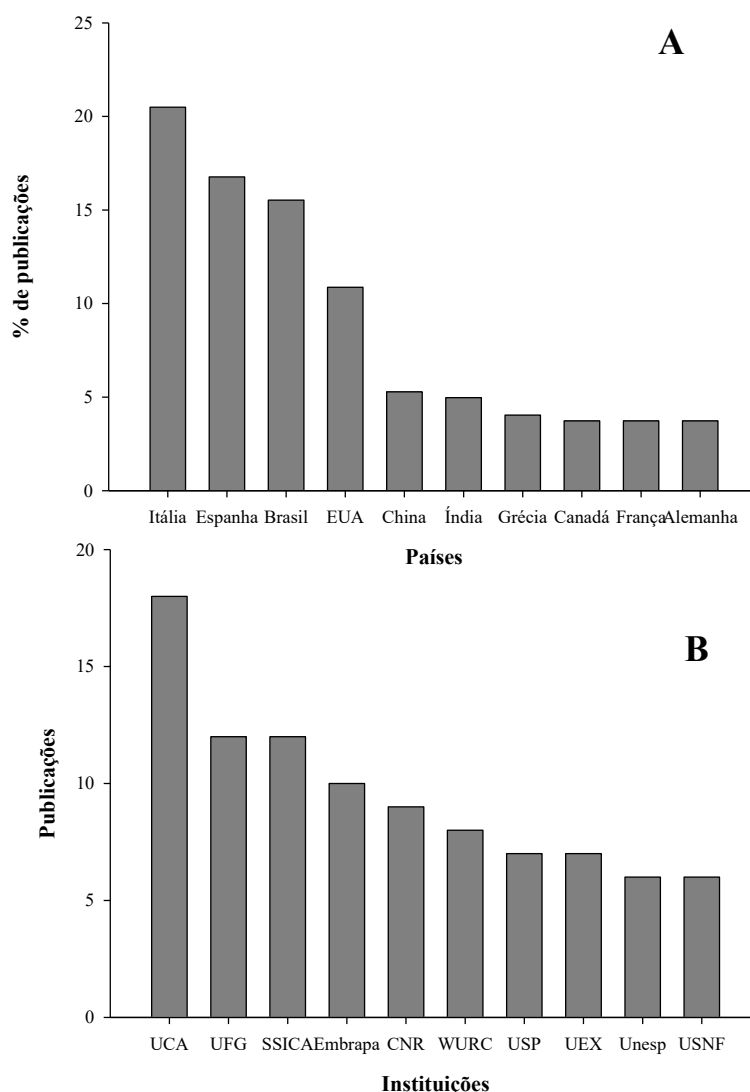 A
% de publicações
25
20
15
10
5
0
Itália Espanha Brasil EUA China Índia Grécia Canadá França Alemanha
Países
B
Publicações
20
15
10
5
0
UCA UFG SSICA Embrapa CNR WURC USP UEX Unesp USNF
Instituições